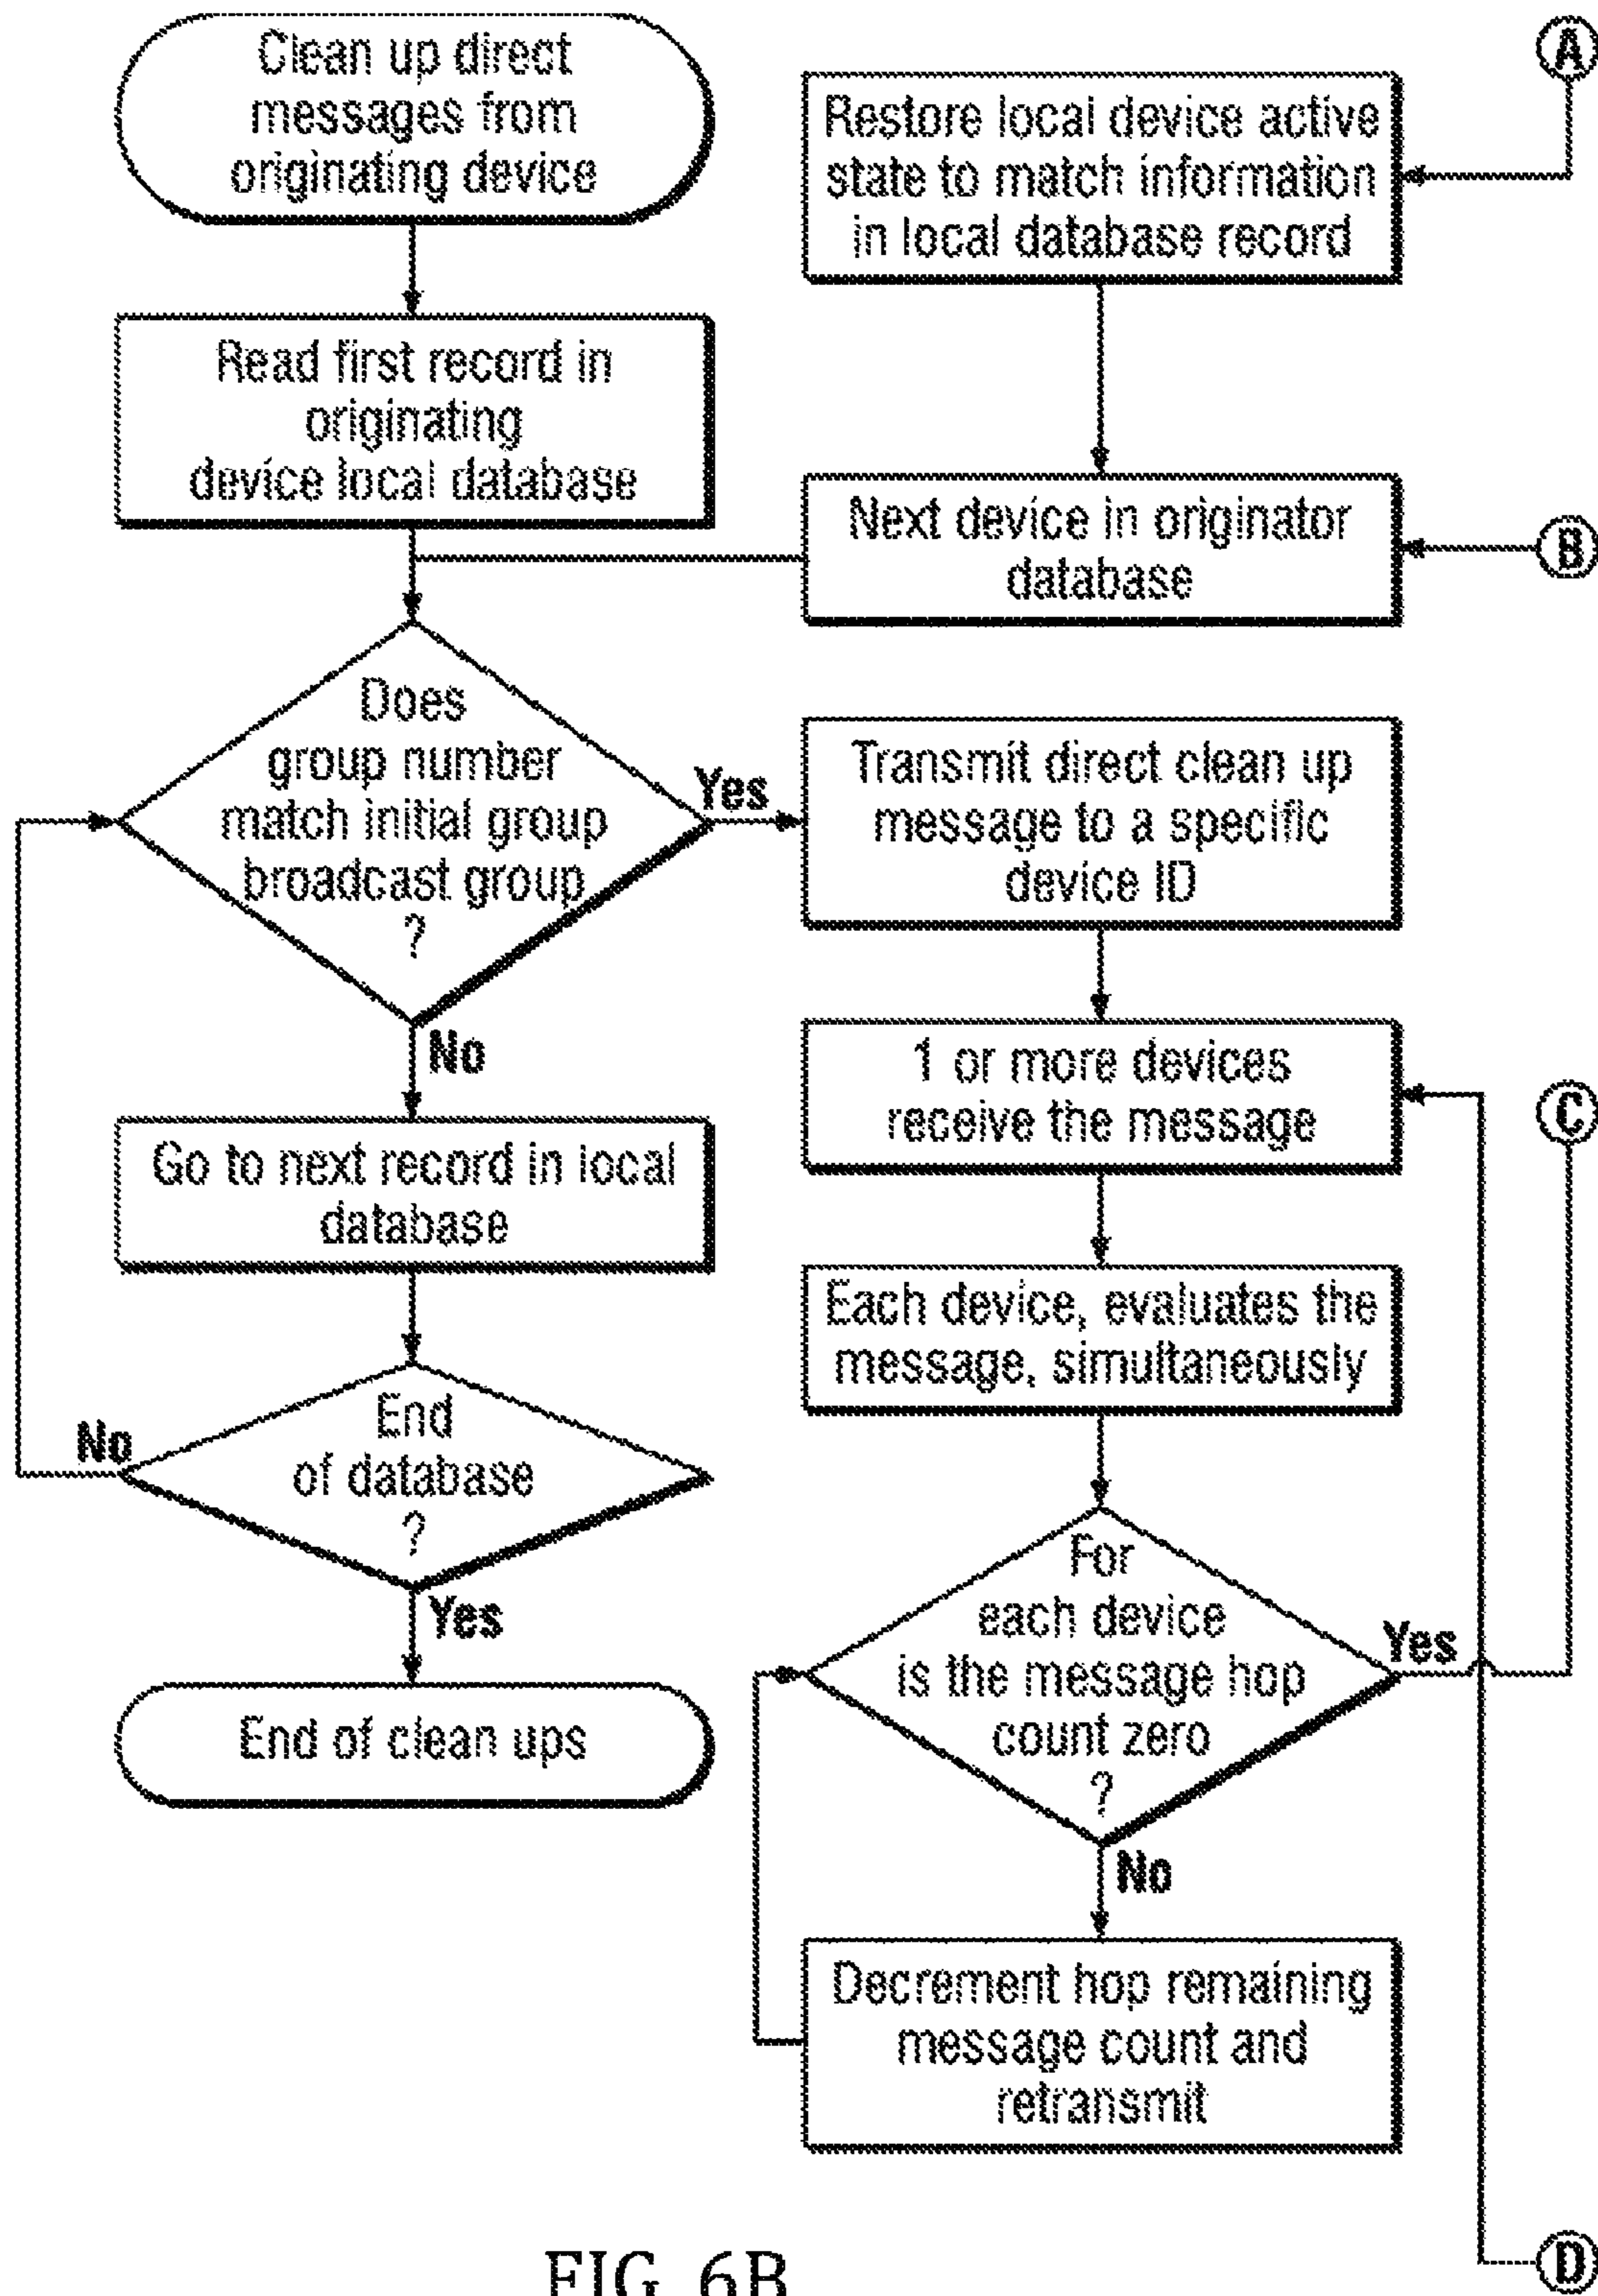 Clean up direct
messages from
originating device
Read first record in
originating
device local database
Does
group number
match initial group
broadcast group
?
Yes
No
Go to next record in local
database
End
of database
?
No
Yes
End of clean ups
A
Restore local device active
state to match information
in local database record
Next device in originator
database
B
Transmit direct clean up
message to a specific
device ID
1 or more devices
receive the message
C
Each device, evaluates the
message, simultaneously
For
each device
is the message hop
count zero
?
Yes
No
Decrement hop remaining
message count and
retransmit
D
FIG. 6B